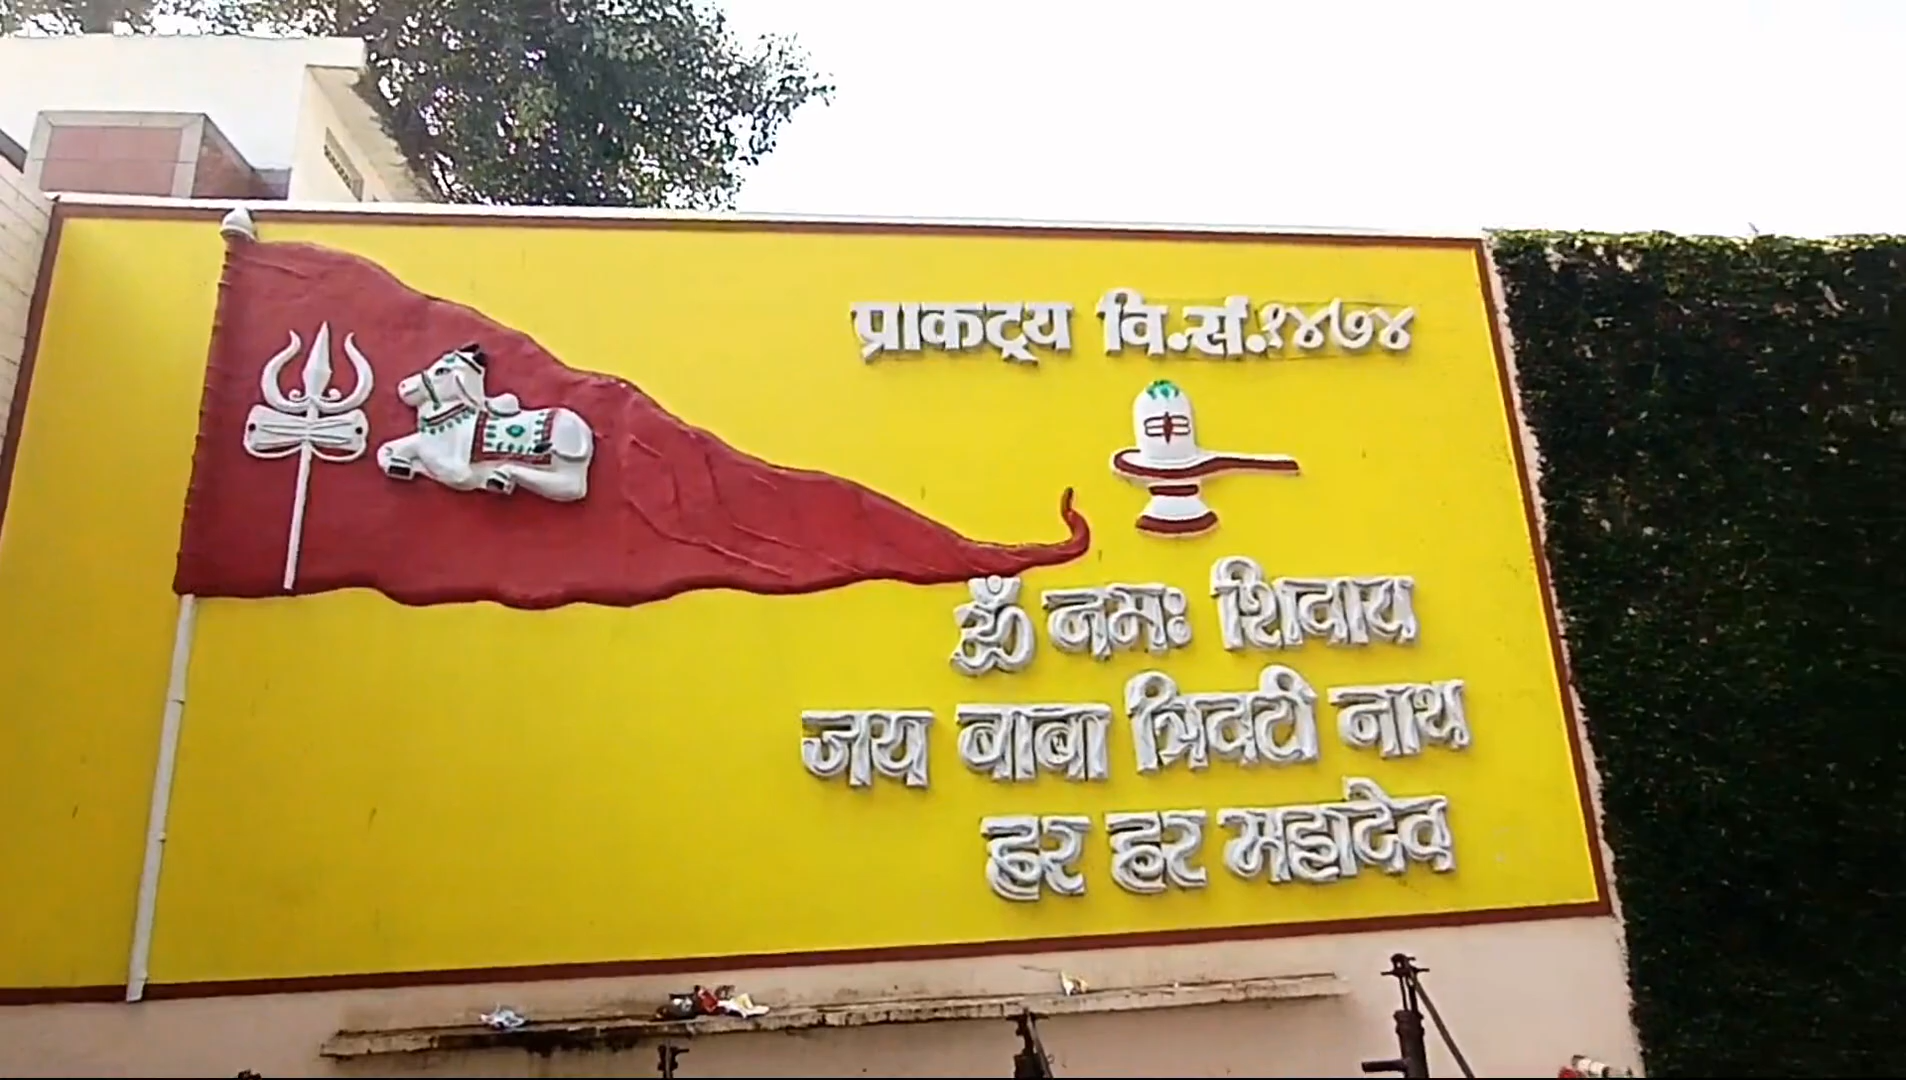 प्राकट्य वि.सं.१४७४
ॐ नमः शिवाय
जय बाबा त्रिवटी नाथ
हर हर महादेव